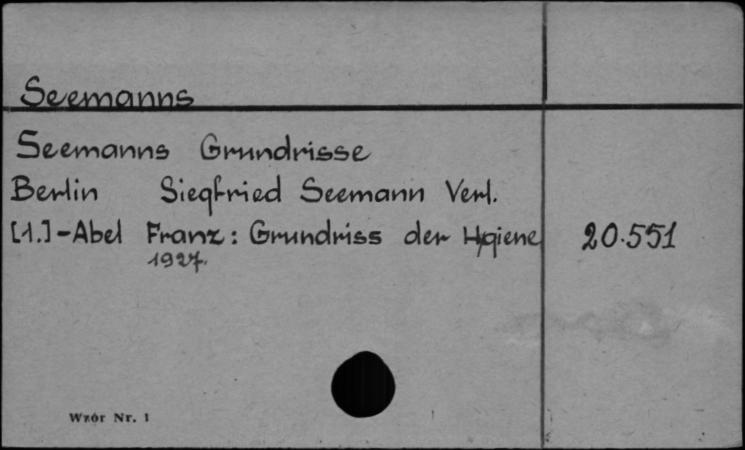 Seemanns
Seemanns Grundrisse
Berlin Siegfried Seemann Verl.
[1.]-Abel Franz: Grundriss der Hygiene 20.551
1927.
Wzór Nr. 1